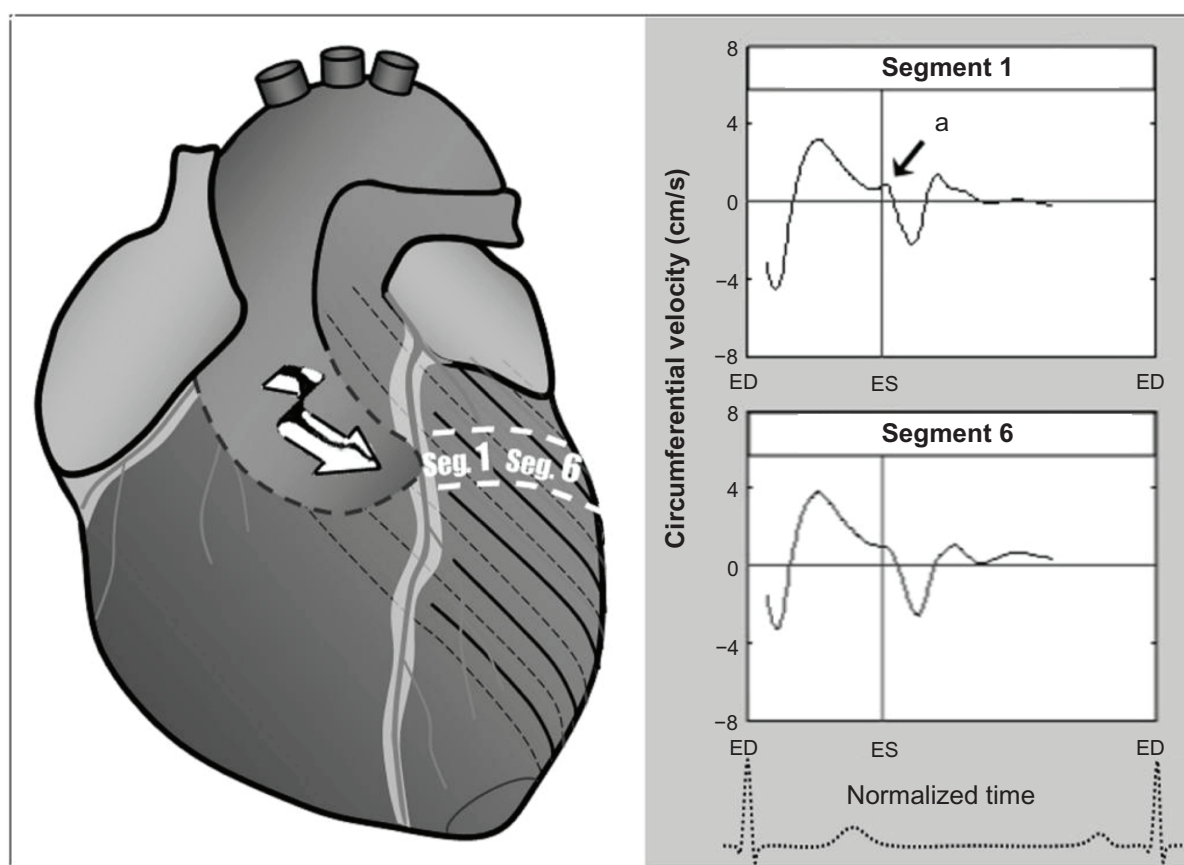 Seg. 1 Seg. 6
Circumferential velocity (cm/s)
Segment 1
8
4
0
−4
−8
a
ED ES ED
Segment 6
8
4
0
−4
−8
ED ES ED
Normalized time